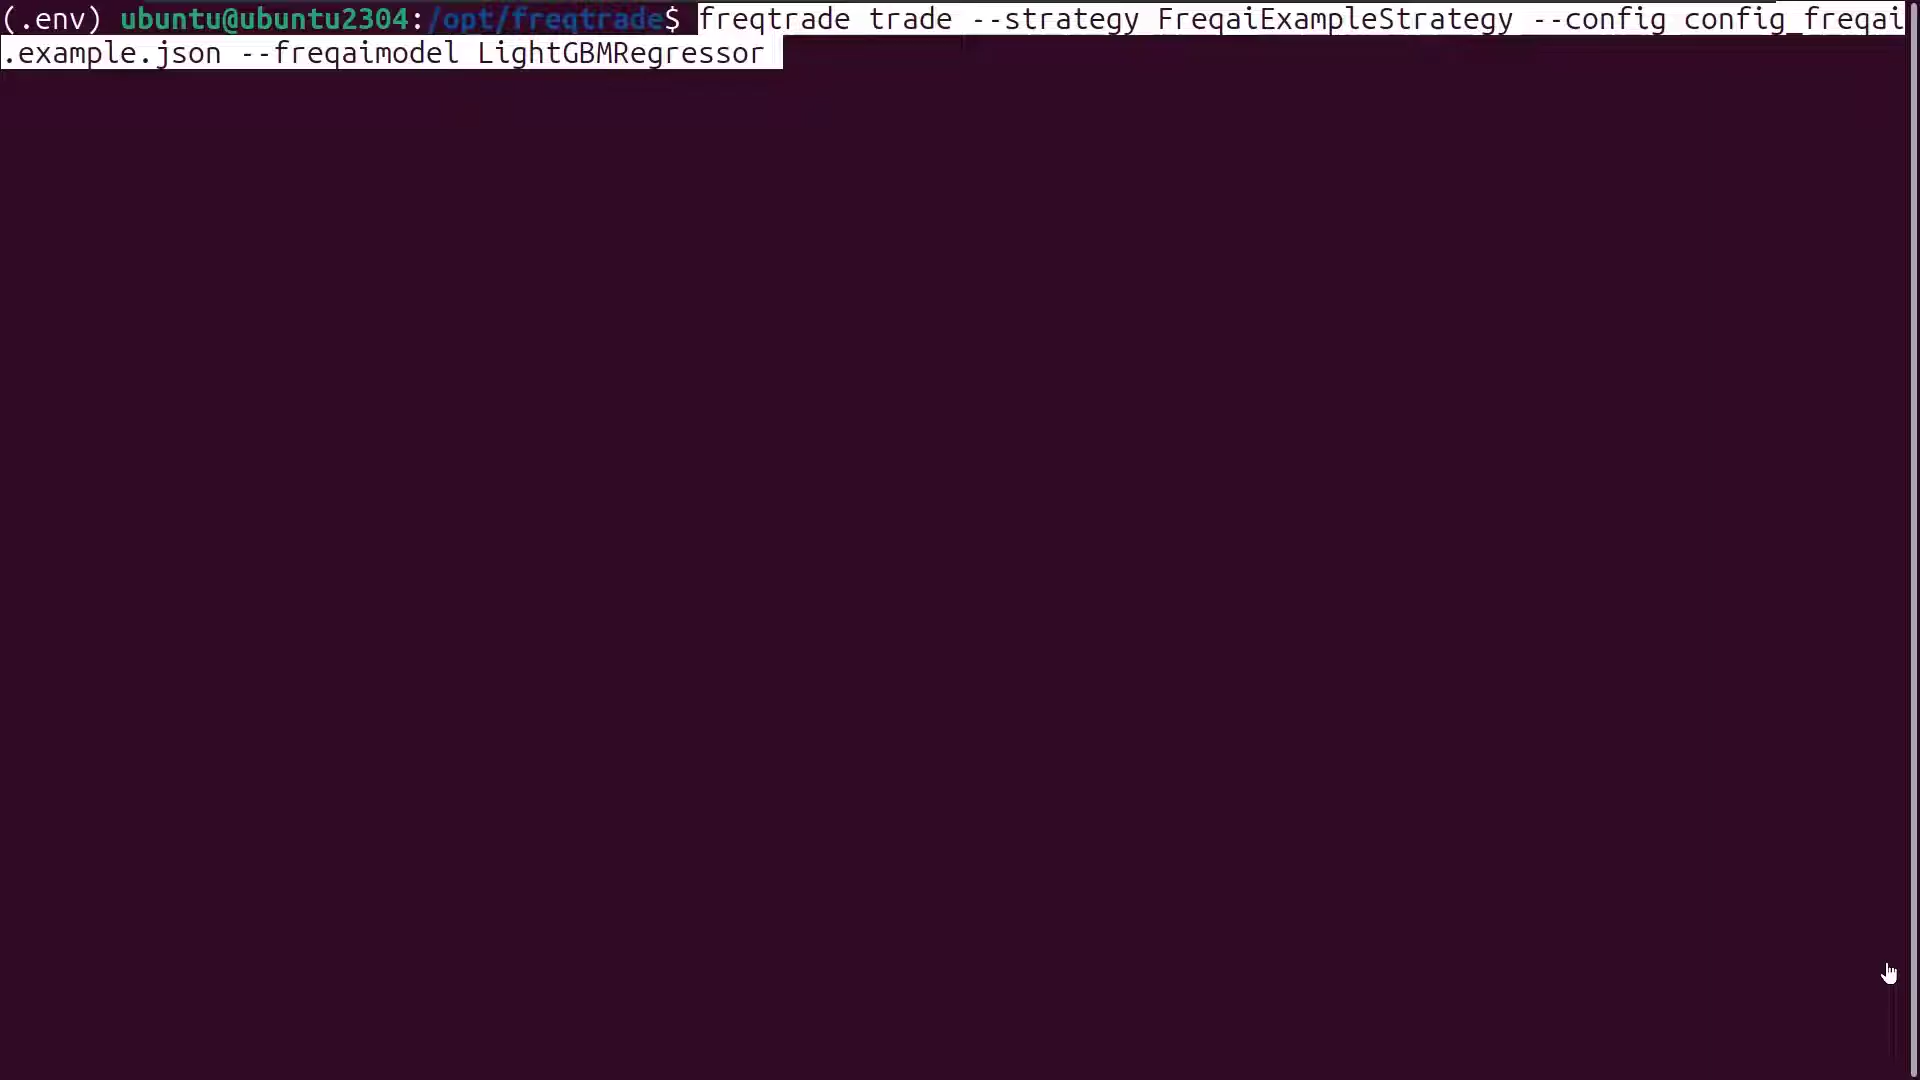 (.env) ubuntu@ubuntu2304:/opt/freqtrade$ freqtrade trade --strategy FreqaiExampleStrategy --config config_freqai
.example.json --freqaimodel LightGBMRegressor